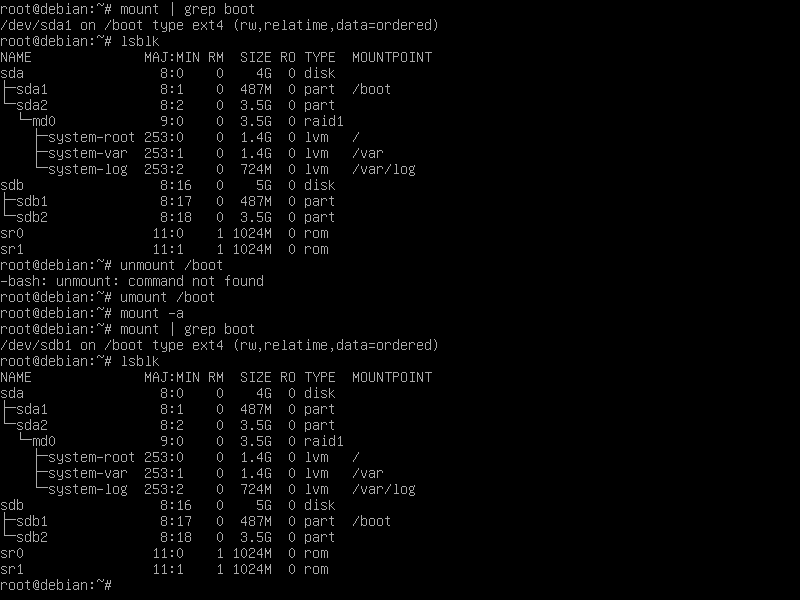 root@debian:~# mount | grep boot
/dev/sda1 on /boot type ext4 (rw,relatime,data=ordered)
root@debian:~# lsblk
NAME              MAJ:MIN RM  SIZE RO TYPE  MOUNTPOINT
sda                 8:0    0    4G  0 disk
├─sda1              8:1    0  487M  0 part  /boot
└─sda2              8:2    0  3.5G  0 part
  └─md0             9:0    0  3.5G  0 raid1
    ├─system-root 253:0    0  1.4G  0 lvm   /
    ├─system-var  253:1    0  1.4G  0 lvm   /var
    └─system-log  253:2    0  724M  0 lvm   /var/log
sdb                 8:16   0    5G  0 disk
├─sdb1              8:17   0  487M  0 part
└─sdb2              8:18   0  3.5G  0 part
sr0                11:0    1 1024M  0 rom
sr1                11:1    1 1024M  0 rom
root@debian:~# unmount /boot
-bash: unmount: command not found
root@debian:~# umount /boot
root@debian:~# mount -a
root@debian:~# mount | grep boot
/dev/sdb1 on /boot type ext4 (rw,relatime,data=ordered)
root@debian:~# lsblk
NAME              MAJ:MIN RM  SIZE RO TYPE  MOUNTPOINT
sda                 8:0    0    4G  0 disk
├─sda1              8:1    0  487M  0 part
└─sda2              8:2    0  3.5G  0 part
  └─md0             9:0    0  3.5G  0 raid1
    ├─system-root 253:0    0  1.4G  0 lvm   /
    ├─system-var  253:1    0  1.4G  0 lvm   /var
    └─system-log  253:2    0  724M  0 lvm   /var/log
sdb                 8:16   0    5G  0 disk
├─sdb1              8:17   0  487M  0 part  /boot
└─sdb2              8:18   0  3.5G  0 part
sr0                11:0    1 1024M  0 rom
sr1                11:1    1 1024M  0 rom
root@debian:~#